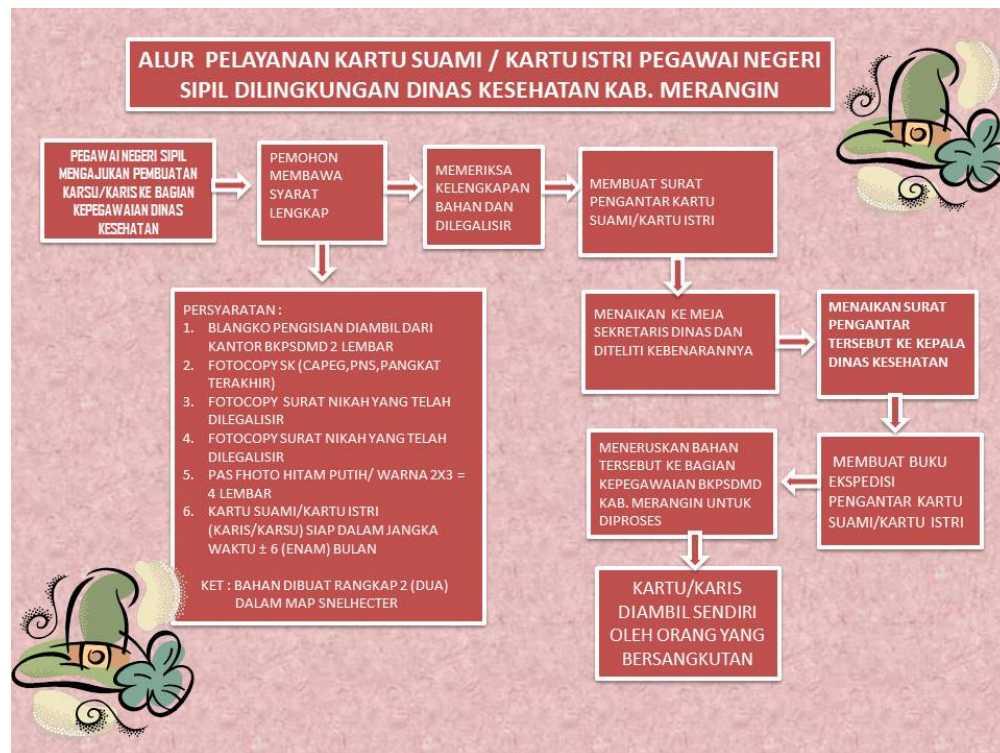 ALUR PELAYANAN KARTU SUAMI / KARTU ISTRI PEGAWAI NEGERI
SIPIL DILINGKUNGAN DINAS KESEHATAN KAB. MERANGIN
PEGAWAI NEGERI SIPIL
MENGAJUKAN PEMBUATAN
KARSU/KARIS KE BAGIAN
KEPEGAWAIAN DINAS
KESEHATAN
PEMOHON
MEMBAWA
SYARAT
LENGKAP
MEMERIKSA
KELENGKAPAN
BAHAN DAN
DILEGALISIR
MEMBUAT SURAT
PENGANTAR KARTU
SUAMI/KARTU ISTRI
PERSYARATAN :
1. BLANGKO PENGISIAN DIAMBIL DARI
KANTOR BKPSDMD 2 LEMBAR
2. FOTOCOPY SK (CAPEG,PNS,PANGKAT
TERAKHIR)
3. FOTOCOPY SURAT NIKAH YANG TELAH
DILEGALISIR
4. FOTOCOPY SURAT NIKAH YANG TELAH
DILEGALISIR
5. PAS FHOTO HITAM PUTIH/ WARNA 2X3 =
4 LEMBAR
6. KARTU SUAMI/KARTU ISTRI
(KARIS/KARSU) SIAP DALAM JANGKA
WAKTU ± 6 (ENAM) BULAN
KET : BAHAN DIBUAT RANGKAP 2 (DUA)
DALAM MAP SNELHECTER
MENAIKAN KE MEJA
SEKRETARIS DINAS DAN
DITELITI KEBENARANNYA
MENAIKAN SURAT
PENGANTAR
TERSEBUT KE KEPALA
DINAS KESEHATAN
MEMBUAT BUKU
EKSPEDISI
PENGANTAR KARTU
SUAMI/KARTU ISTRI
MENERUSKAN BAHAN
TERSEBUT KE BAGIAN
KEPEGAWAIAN BKPSDMD
KAB. MERANGIN UNTUK
DIPROSES
KARTU/KARIS
DIAMBIL SENDIRI
OLEH ORANG YANG
BERSANGKUTAN